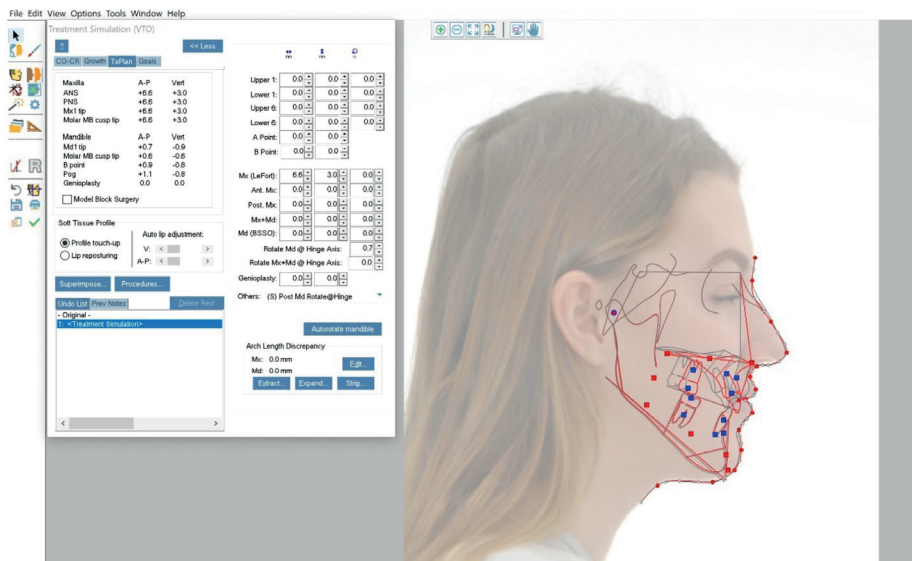 File Edit View Options Tools Window Help
Treatment Simulation (VTO)
? << Less
CO-CR Growth TxPlan Goals
Maxilla A-P Vert
ANS +6.6 +3.0
PNS +6.6 +3.0
Mx1 tip +6.6 +3.0
Molar MB cusp tip +6.6 +3.0
Mandible A-P Vert
Md1 tip +0.7 -0.9
Molar MB cusp tip +0.6 -0.6
B point +0.9 -0.8
Pog +1.1 -0.8
Genioplasty 0.0 0.0
Model Block Surgery
Soft Tissue Profile
Profile touch-up
Lip reposturing
Auto lip adjustment:
V: < >
A-P: < >
Superimpose... Procedures...
Undo List Prev Notes Delete Rest
- Original -
1: <Treatment Simulation>
< >
Upper 1: 0.0 0.0 0.0
Lower 1: 0.0 0.0 0.0
Upper 6: 0.0 0.0 0.0
Lower 6: 0.0 0.0 0.0
A Point: 0.0 0.0
B Point: 0.0 0.0
Mx (LeFort): 6.6 3.0 0.0
Ant. Mx: 0.0 0.0 0.0
Post. Mx: 0.0 0.0 0.0
Mx+Md: 0.0 0.0 0.0
Md (BSSO): 0.0 0.0 0.0
Rotate Md @ Hinge Axis: 0.7
Rotate Mx+Md @ Hinge Axis: 0.0
Genioplasty: 0.0 0.0
Others: (S) Post Md Rotate@Hinge
Autorotate mandible
Arch Length Discrepancy
Mx: 0.0 mm
Md: 0.0 mm
Edit...
Extract... Expand... Strip...